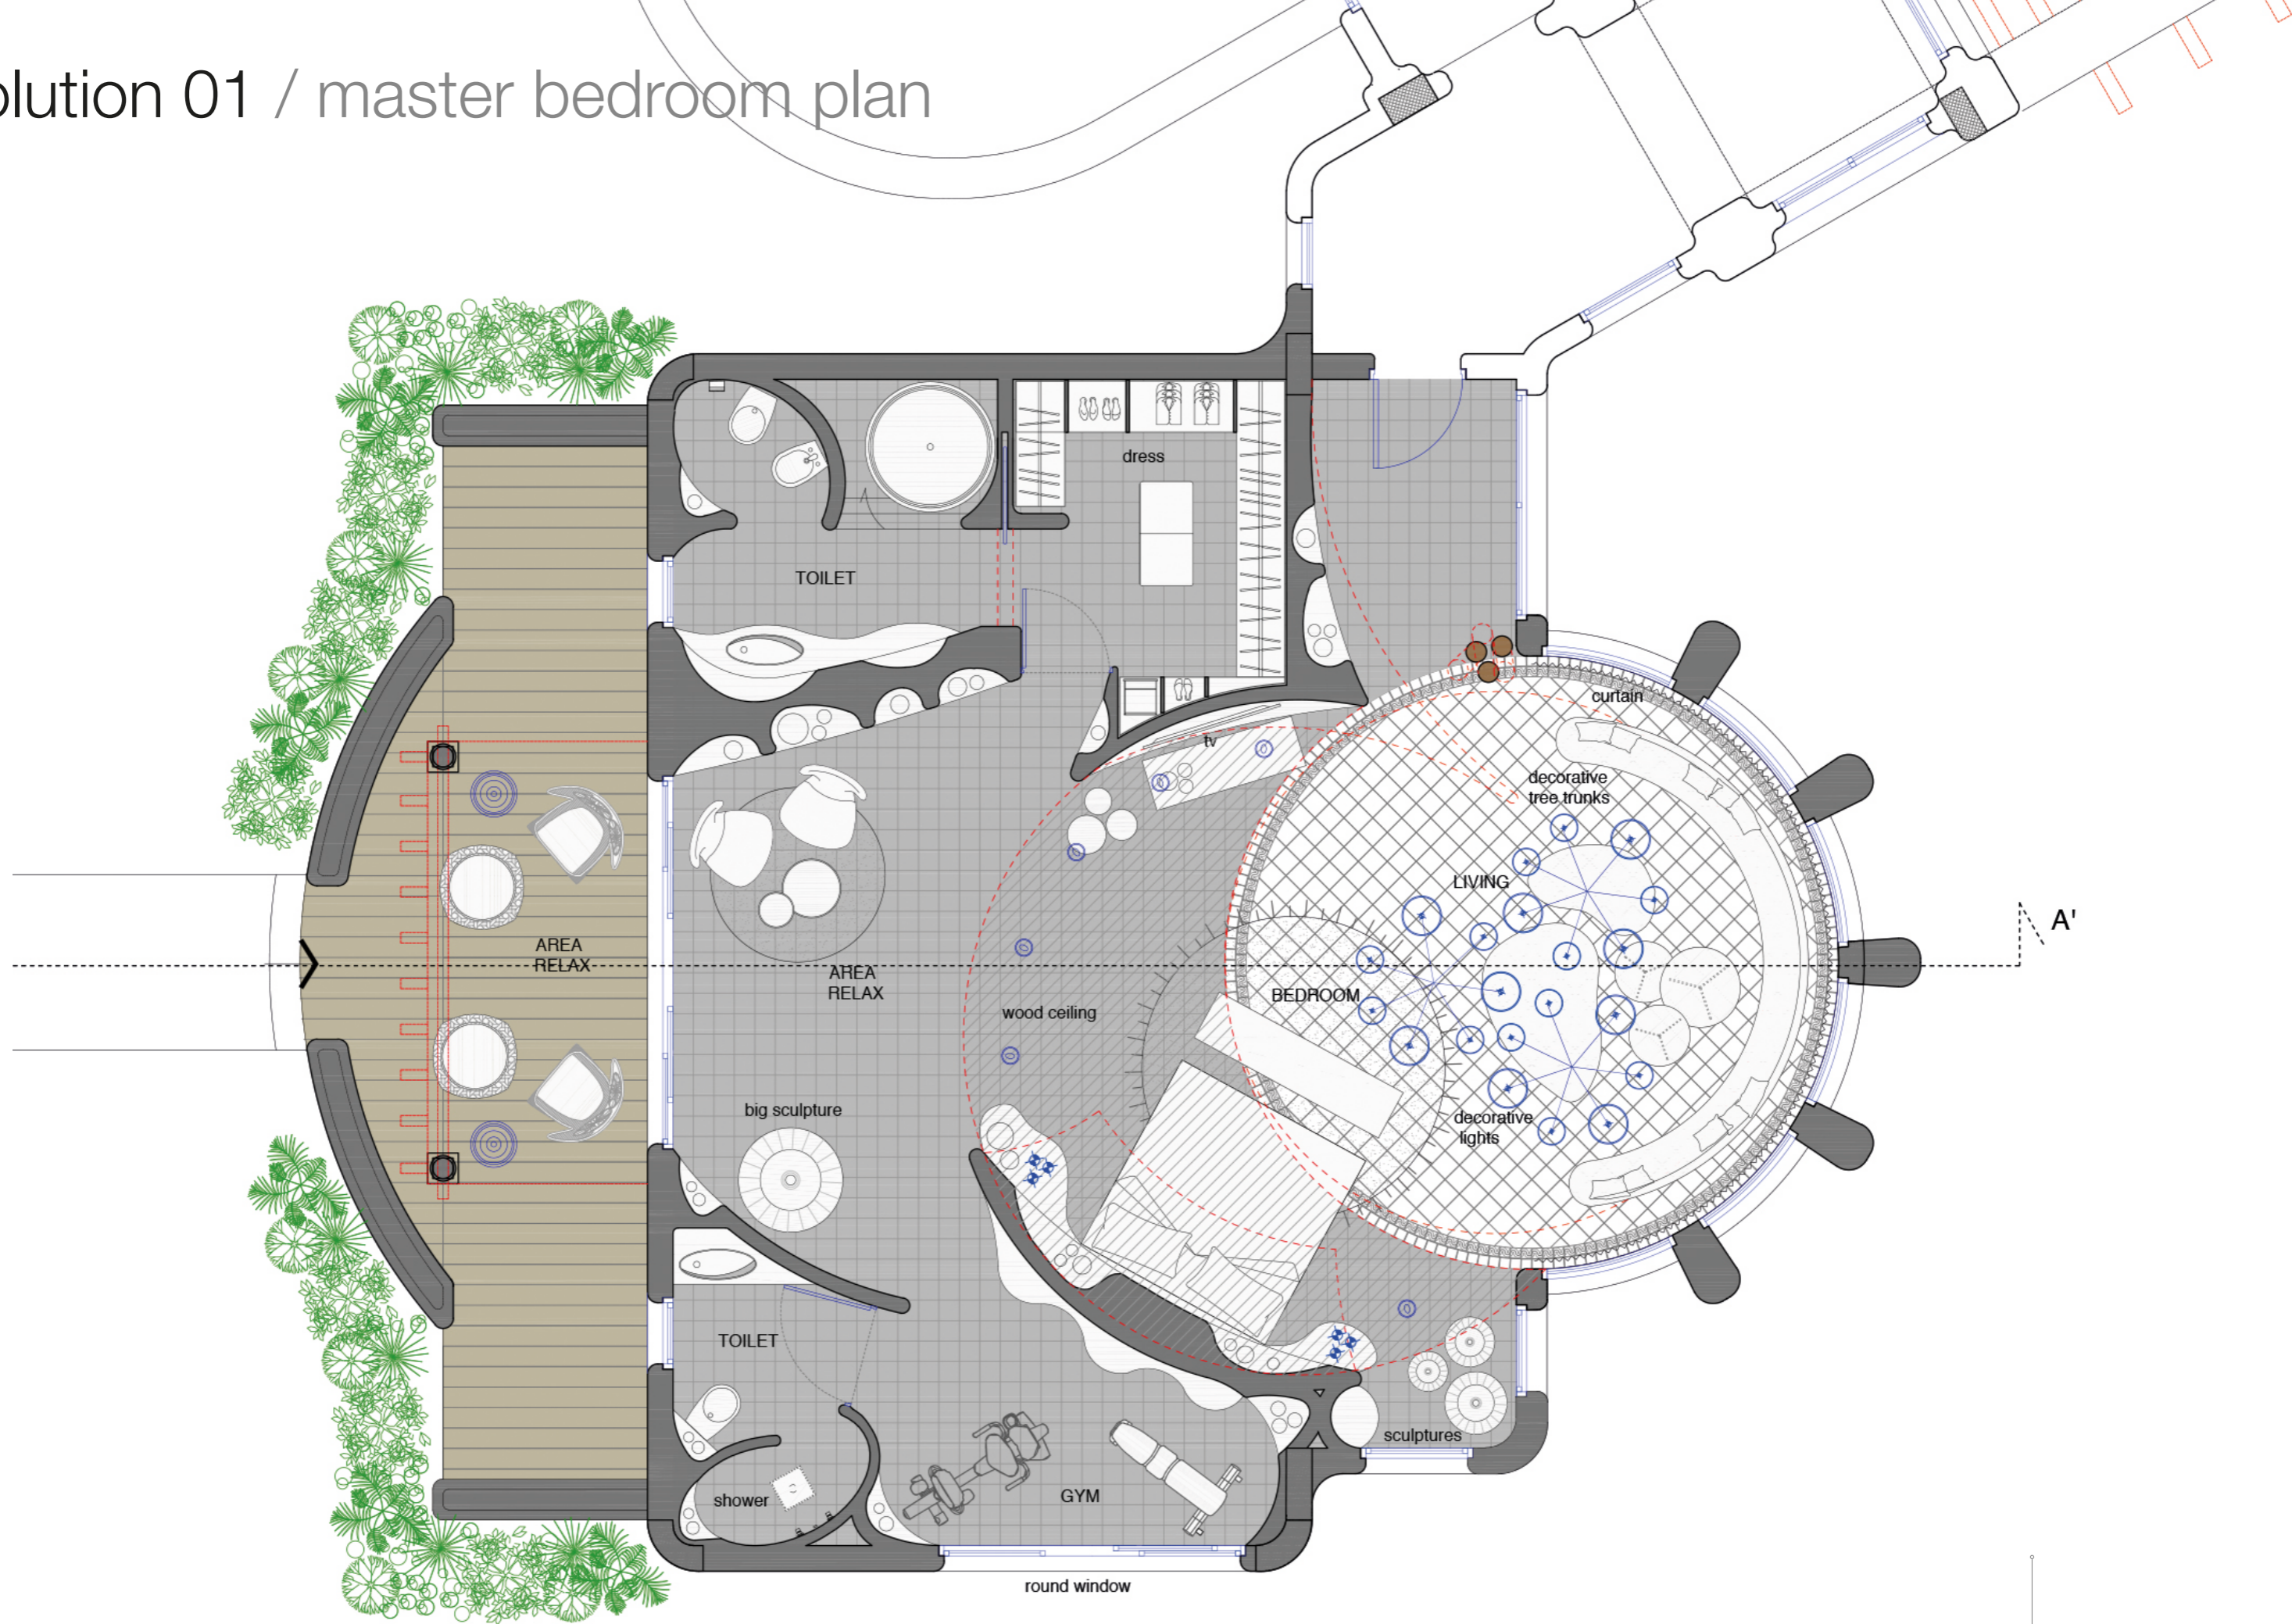 olution 01 / master bedroom plan
dress
TOILET
curtain
tv
decorative
tree trunks
LIVING
A'
AREA
RELAX
AREA
RELAX
BEDROOM
wood ceiling
big sculpture
decorative
lights
TOILET
sculptures
shower
GYM
round window